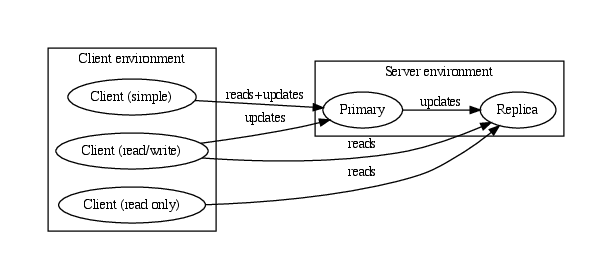 Client environment
Server environment
Client (simple)
reads+updates
Primary
updates
Replica
updates
Client (read/write)
reads
reads
Client (read only)